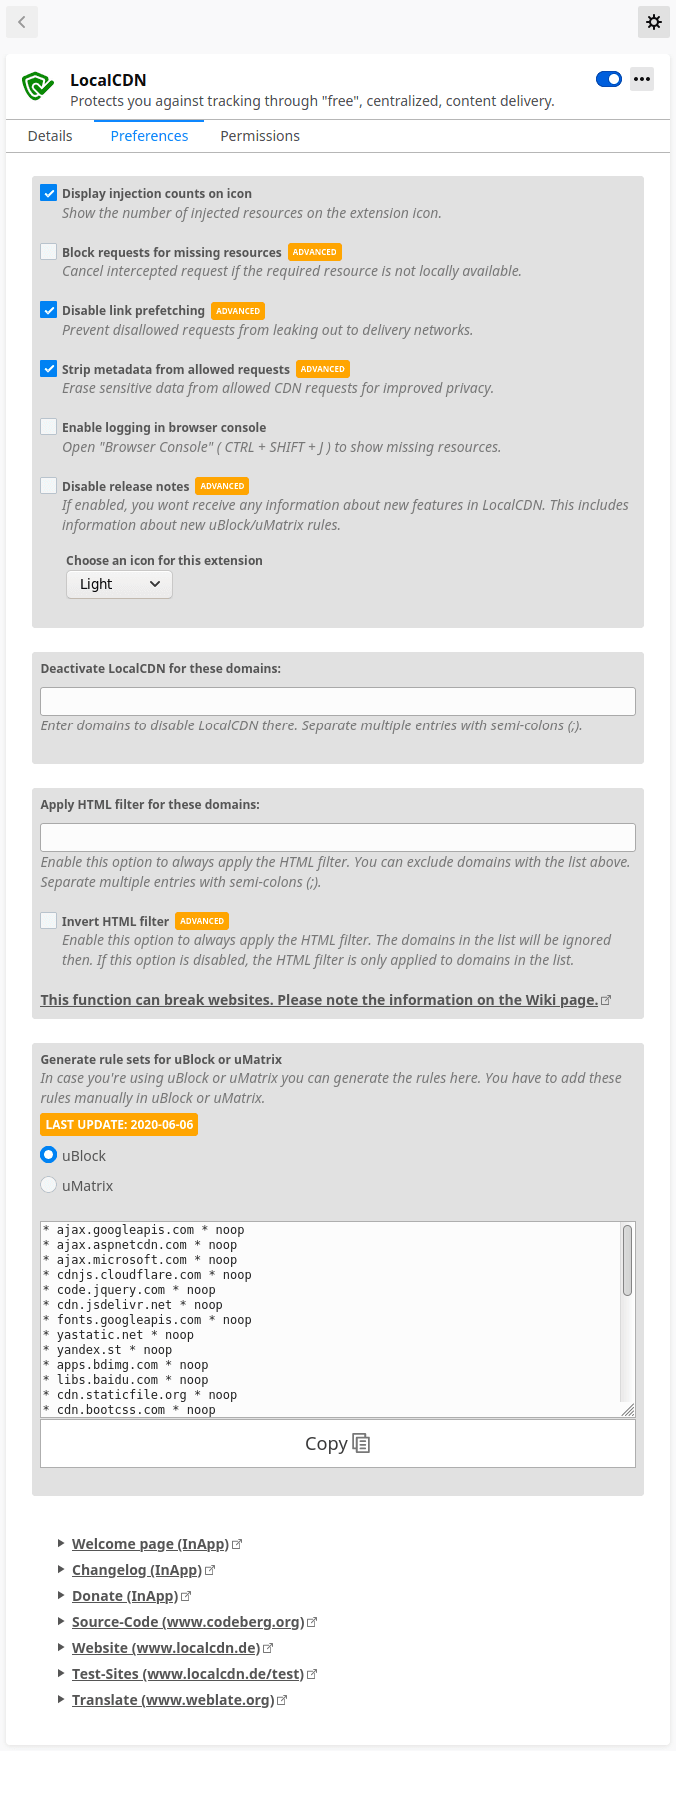 LocalCDN
Protects you against tracking through "free", centralized, content delivery.
Details Preferences Permissions
Display injection counts on icon
Show the number of injected resources on the extension icon.
Block requests for missing resources ADVANCED
Cancel intercepted request if the required resource is not locally available.
Disable link prefetching ADVANCED
Prevent disallowed requests from leaking out to delivery networks.
Strip metadata from allowed requests ADVANCED
Erase sensitive data from allowed CDN requests for improved privacy.
Enable logging in browser console
Open "Browser Console" ( CTRL + SHIFT + J ) to show missing resources.
Disable release notes ADVANCED
If enabled, you wont receive any information about new features in LocalCDN. This includes
information about new uBlock/uMatrix rules.
Choose an icon for this extension
Light
Deactivate LocalCDN for these domains:
Enter domains to disable LocalCDN there. Separate multiple entries with semi-colons (;).
Apply HTML filter for these domains:
Enable this option to always apply the HTML filter. You can exclude domains with the list above.
Separate multiple entries with semi-colons (;).
Invert HTML filter ADVANCED
Enable this option to always apply the HTML filter. The domains in the list will be ignored
then. If this option is disabled, the HTML filter is only applied to domains in the list.
This function can break websites. Please note the information on the Wiki page.
Generate rule sets for uBlock or uMatrix
In case you're using uBlock or uMatrix you can generate the rules here. You have to add these
rules manually in uBlock or uMatrix.
LAST UPDATE: 2020-06-06
uBlock
uMatrix
* ajax.googleapis.com * noop
* ajax.aspnetcdn.com * noop
* ajax.microsoft.com * noop
* cdnjs.cloudflare.com * noop
* code.jquery.com * noop
* cdn.jsdelivr.net * noop
* fonts.googleapis.com * noop
* yastatic.net * noop
* yandex.st * noop
* apps.bdimg.com * noop
* libs.baidu.com * noop
* cdn.staticfile.org * noop
* cdn.bootcss.com * noop
Copy
Welcome page (InApp)
Changelog (InApp)
Donate (InApp)
Source-Code (www.codeberg.org)
Website (www.localcdn.de)
Test-Sites (www.localcdn.de/test)
Translate (www.weblate.org)